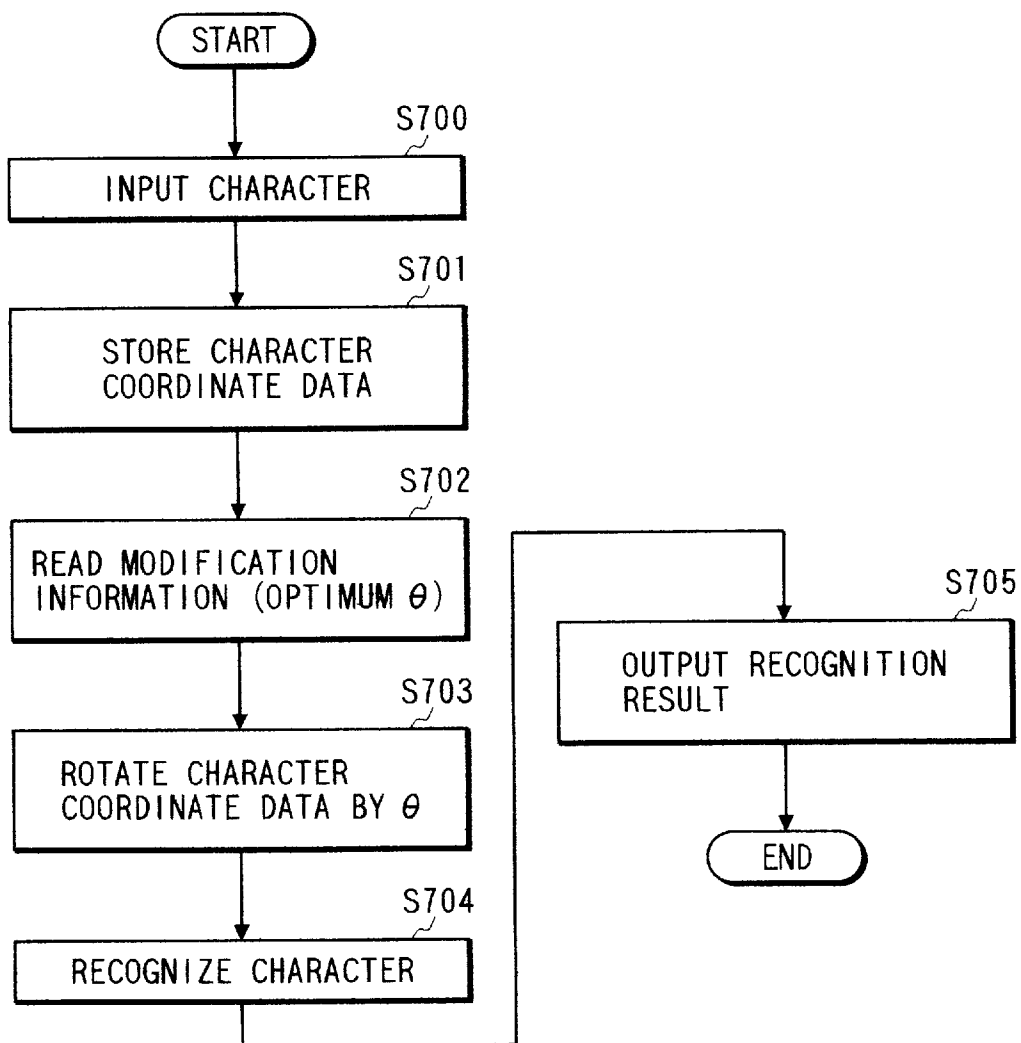 START
S700
INPUT CHARACTER
S701
STORE CHARACTER
COORDINATE DATA
S702
READ MODIFICATION
INFORMATION (OPTIMUM θ)
S703
ROTATE CHARACTER
COORDINATE DATA BY θ
S704
RECOGNIZE CHARACTER
S705
OUTPUT RECOGNITION
RESULT
END